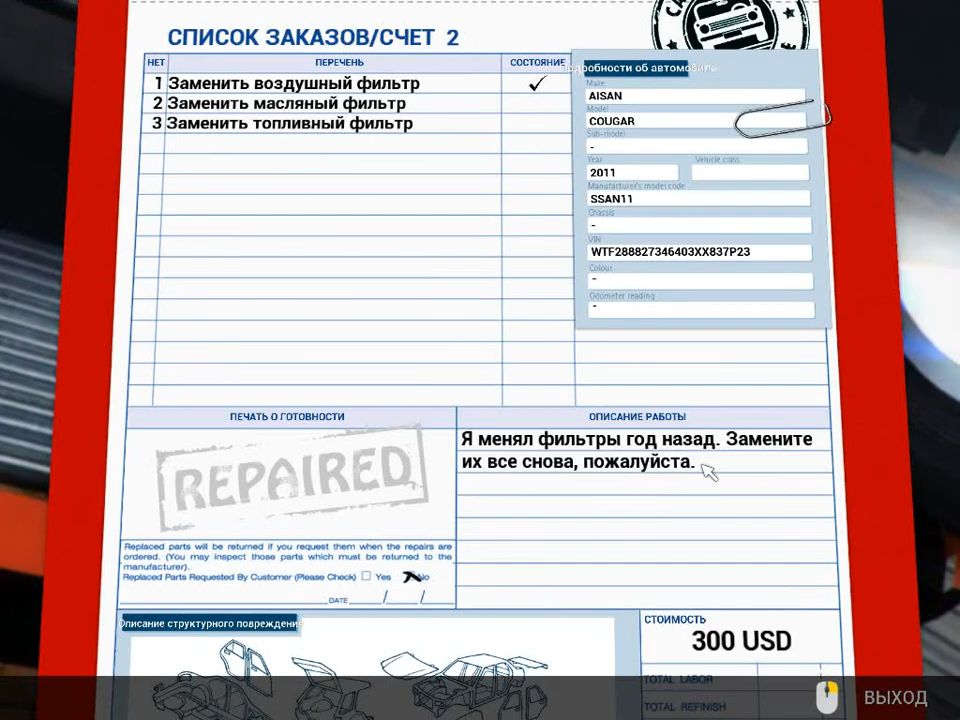 СПИСОК ЗАКАЗОВ/СЧЕТ 2
НЕТ ПЕРЕЧЕНЬ СОСТОЯНИЕ
1 Заменить воздушный фильтр
2 Заменить масляный фильтр
3 Заменить топливный фильтр
Подробности об автомобиле
Make
AISAN
Model
COUGAR
Sub-model
-
Year Vehicle class
2011
Manufacturer's model code
SSAN11
Chassis
-
VIN
WTF288827346403XX837P23
Colour
-
Odometer reading
-
ПЕЧАТЬ О ГОТОВНОСТИ
REPAIRED
ОПИСАНИЕ РАБОТЫ
Я менял фильтры год назад. Замените
их все снова, пожалуйста.
Replaced parts will be returned if you request them when the repairs are
ordered. (You may inspect those parts which must be returned to the
manufacturer).
Replaced Parts Requested By Customer (Please Check) Yes No
DATE / /
Описание структурного повреждения
СТОИМОСТЬ
300 USD
TOTAL LABOR
TOTAL REFINISH
ВЫХОД